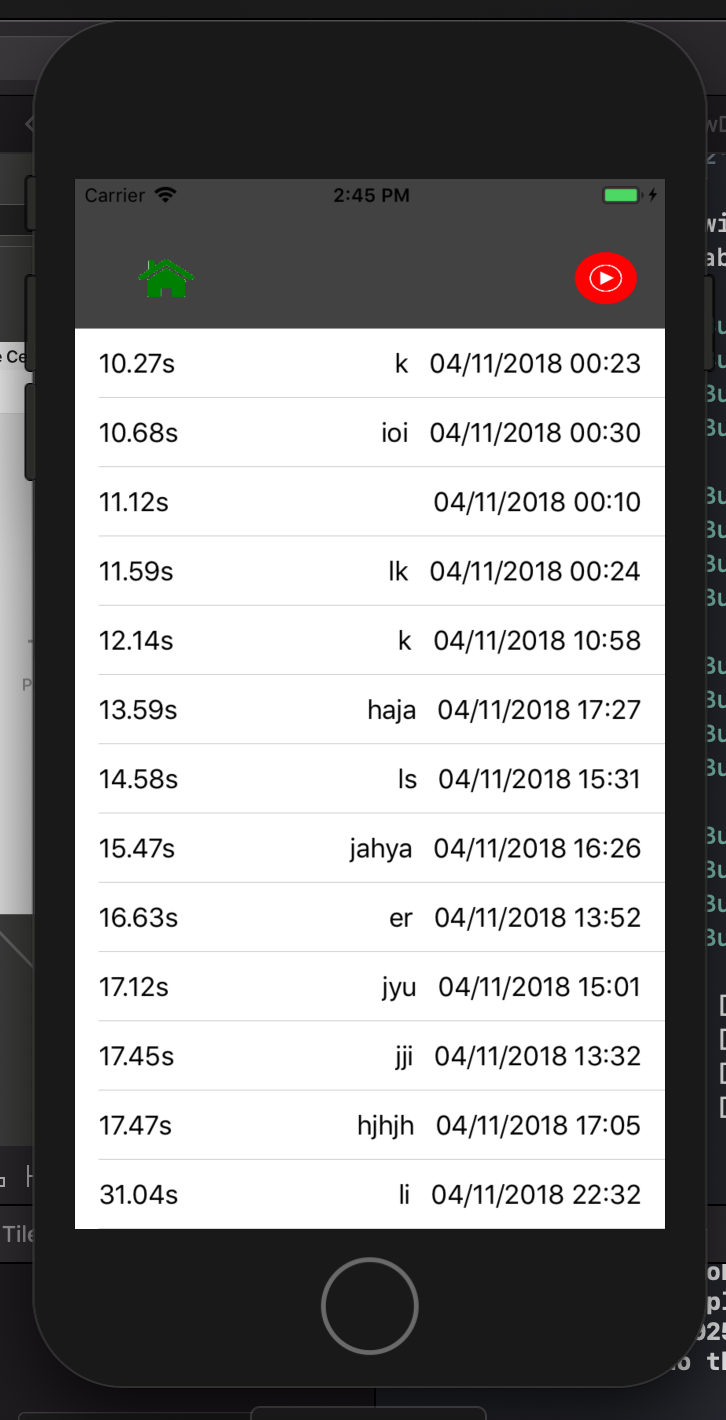 Carrier 2:45 PM
10.27s k 04/11/2018 00:23
10.68s ioi 04/11/2018 00:30
11.12s 04/11/2018 00:10
11.59s lk 04/11/2018 00:24
12.14s k 04/11/2018 10:58
13.59s haja 04/11/2018 17:27
14.58s ls 04/11/2018 15:31
15.47s jahya 04/11/2018 16:26
16.63s er 04/11/2018 13:52
17.12s jyu 04/11/2018 15:01
17.45s jji 04/11/2018 13:32
17.47s hjhjh 04/11/2018 17:05
31.04s li 04/11/2018 22:32